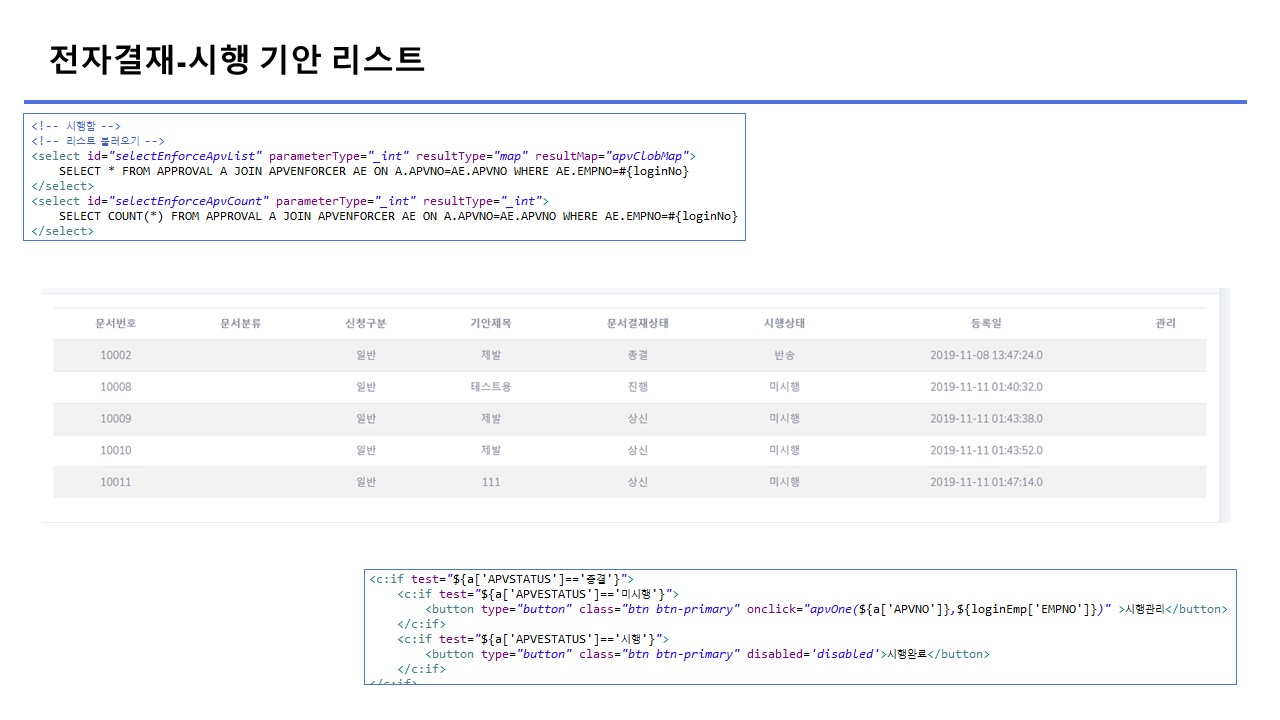 전자결재-시행 기안 리스트
<!-- 시행함 -->
<!-- 리스트 불러오기 -->
<select id="selectEnforceApvList" parameterType="_int" resultType="map" resultMap="apvClobMap">
SELECT * FROM APPROVAL A JOIN APVENFORCER AE ON A.APVNO=AE.APVNO WHERE AE.EMPNO=#{loginNo}
</select>
<select id="selectEnforceApvCount" parameterType="_int" resultType="_int">
SELECT COUNT(*) FROM APPROVAL A JOIN APVENFORCER AE ON A.APVNO=AE.APVNO WHERE AE.EMPNO=#{loginNo}
</select>
문서번호 문서분류 신청구분 기안제목 문서결재상태 시행상태 등록일 관리
10002 일반 제발 종결 반송 2019-11-08 13:47:24.0
10008 일반 테스트용 진행 미시행 2019-11-11 01:40:32.0
10009 일반 제발 상신 미시행 2019-11-11 01:43:38.0
10010 일반 제발 상신 미시행 2019-11-11 01:43:52.0
10011 일반 111 상신 미시행 2019-11-11 01:47:14.0
<c:if test="${a['APVSTATUS']=='종결'}">
<c:if test="${a['APVESTATUS']=='미시행'}">
<button type="button" class="btn btn-primary" onclick="apvOne(${a['APVNO']},${loginEmp['EMPNO']})" >시행관리</button>
</c:if>
<c:if test="${a['APVESTATUS']=='시행'}">
<button type="button" class="btn btn-primary" disabled='disabled'>시행완료</button>
</c:if>
</c:if>